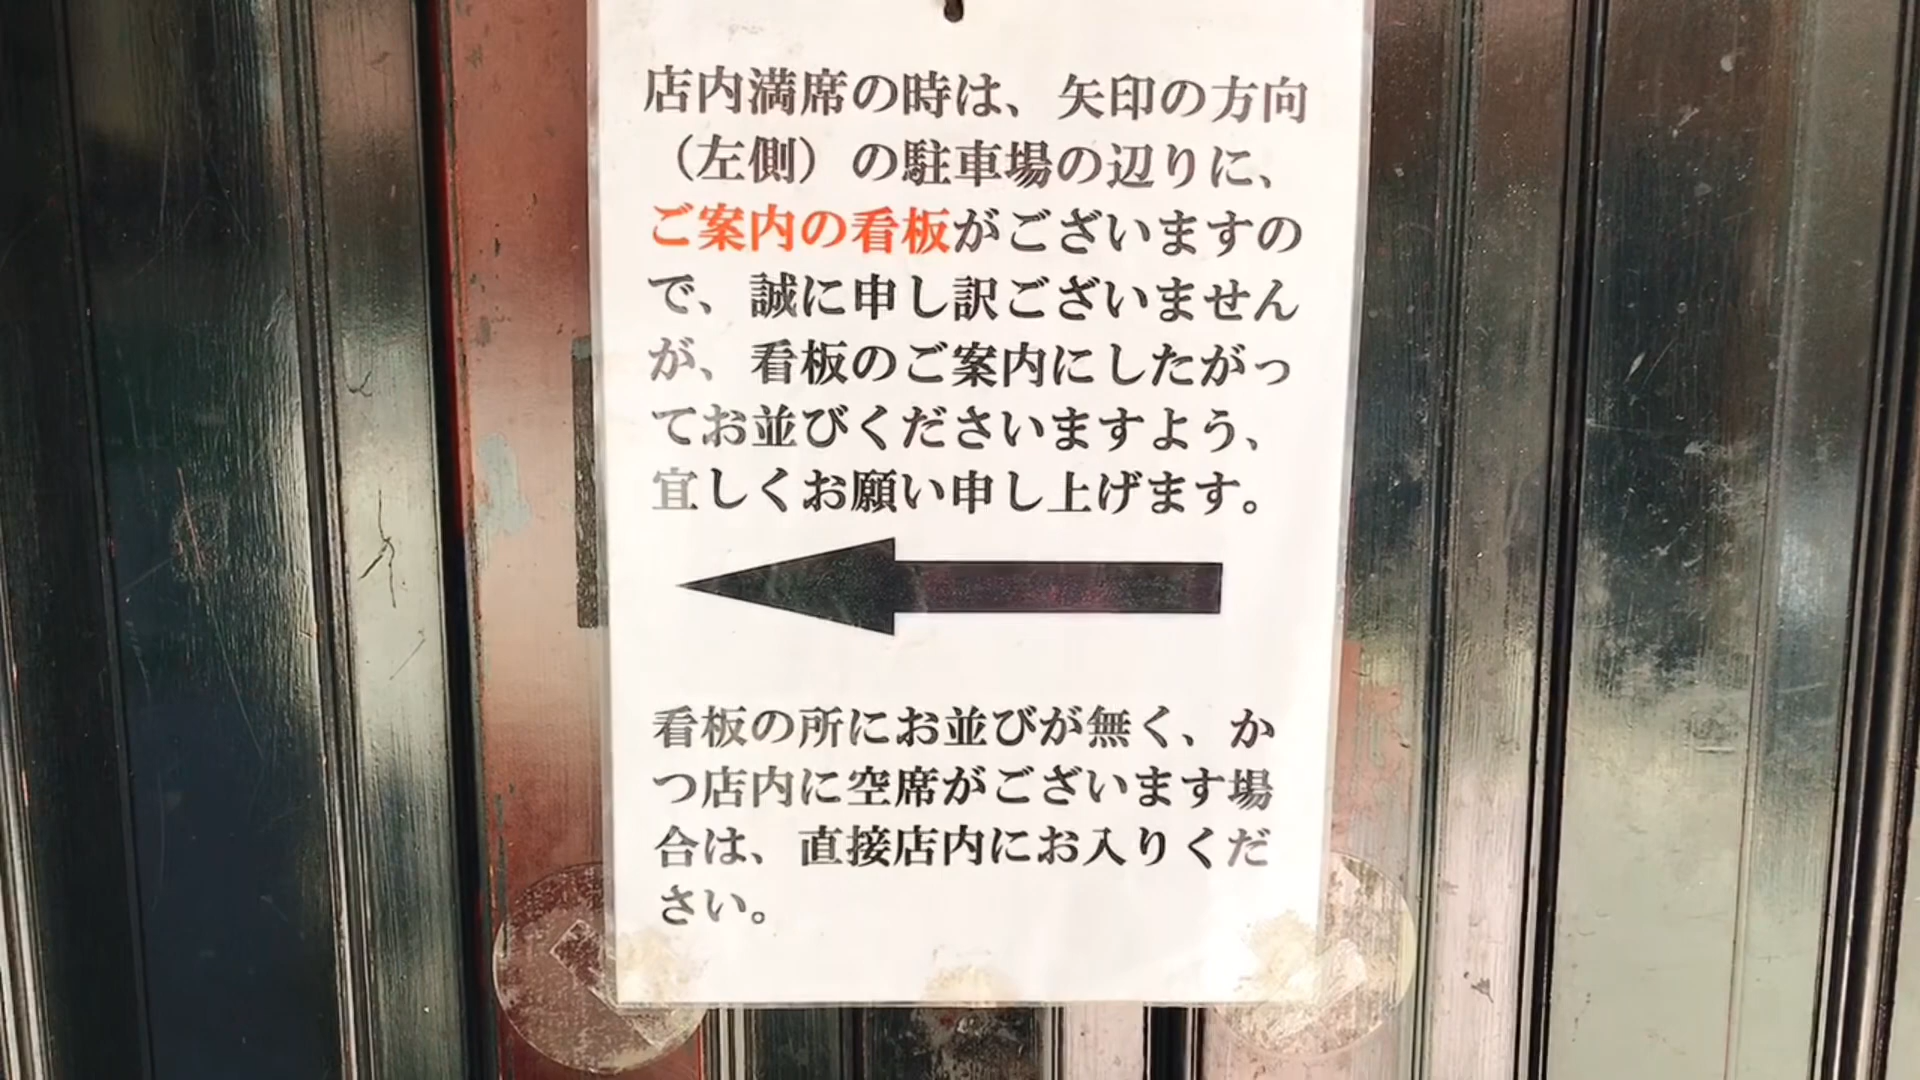 店内満席の時は、矢印の方向
（左側）の駐車場の辺りに、
ご案内の看板がございますの
で、誠に申し訳ございません
が、看板のご案内にしたがっ
てお並びくださいますよう、
宜しくお願い申し上げます。
看板の所にお並びが無く、か
つ店内に空席がございます場
合は、直接店内にお入りくだ
さい。